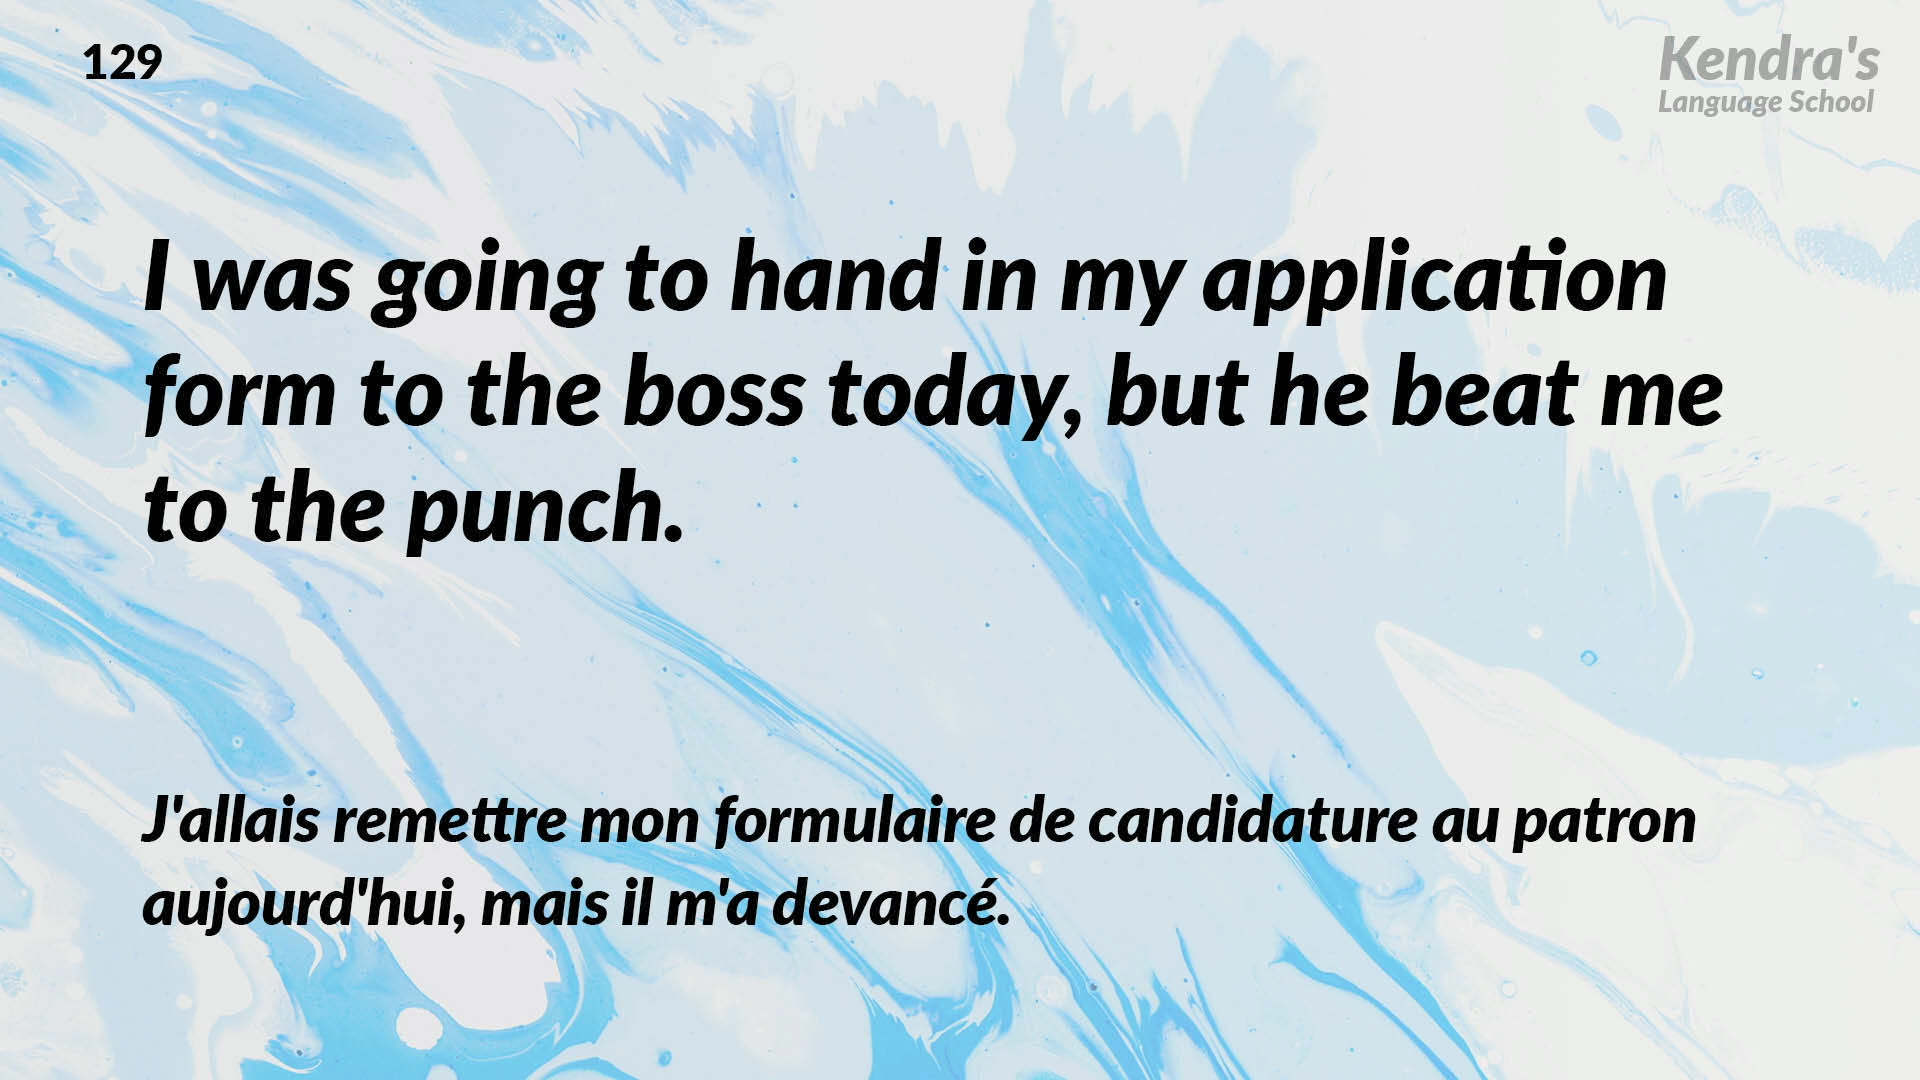 129
Kendra's
Language School
I was going to hand in my application
form to the boss today, but he beat me
to the punch.
J'allais remettre mon formulaire de candidature au patron
aujourd'hui, mais il m'a devancé.